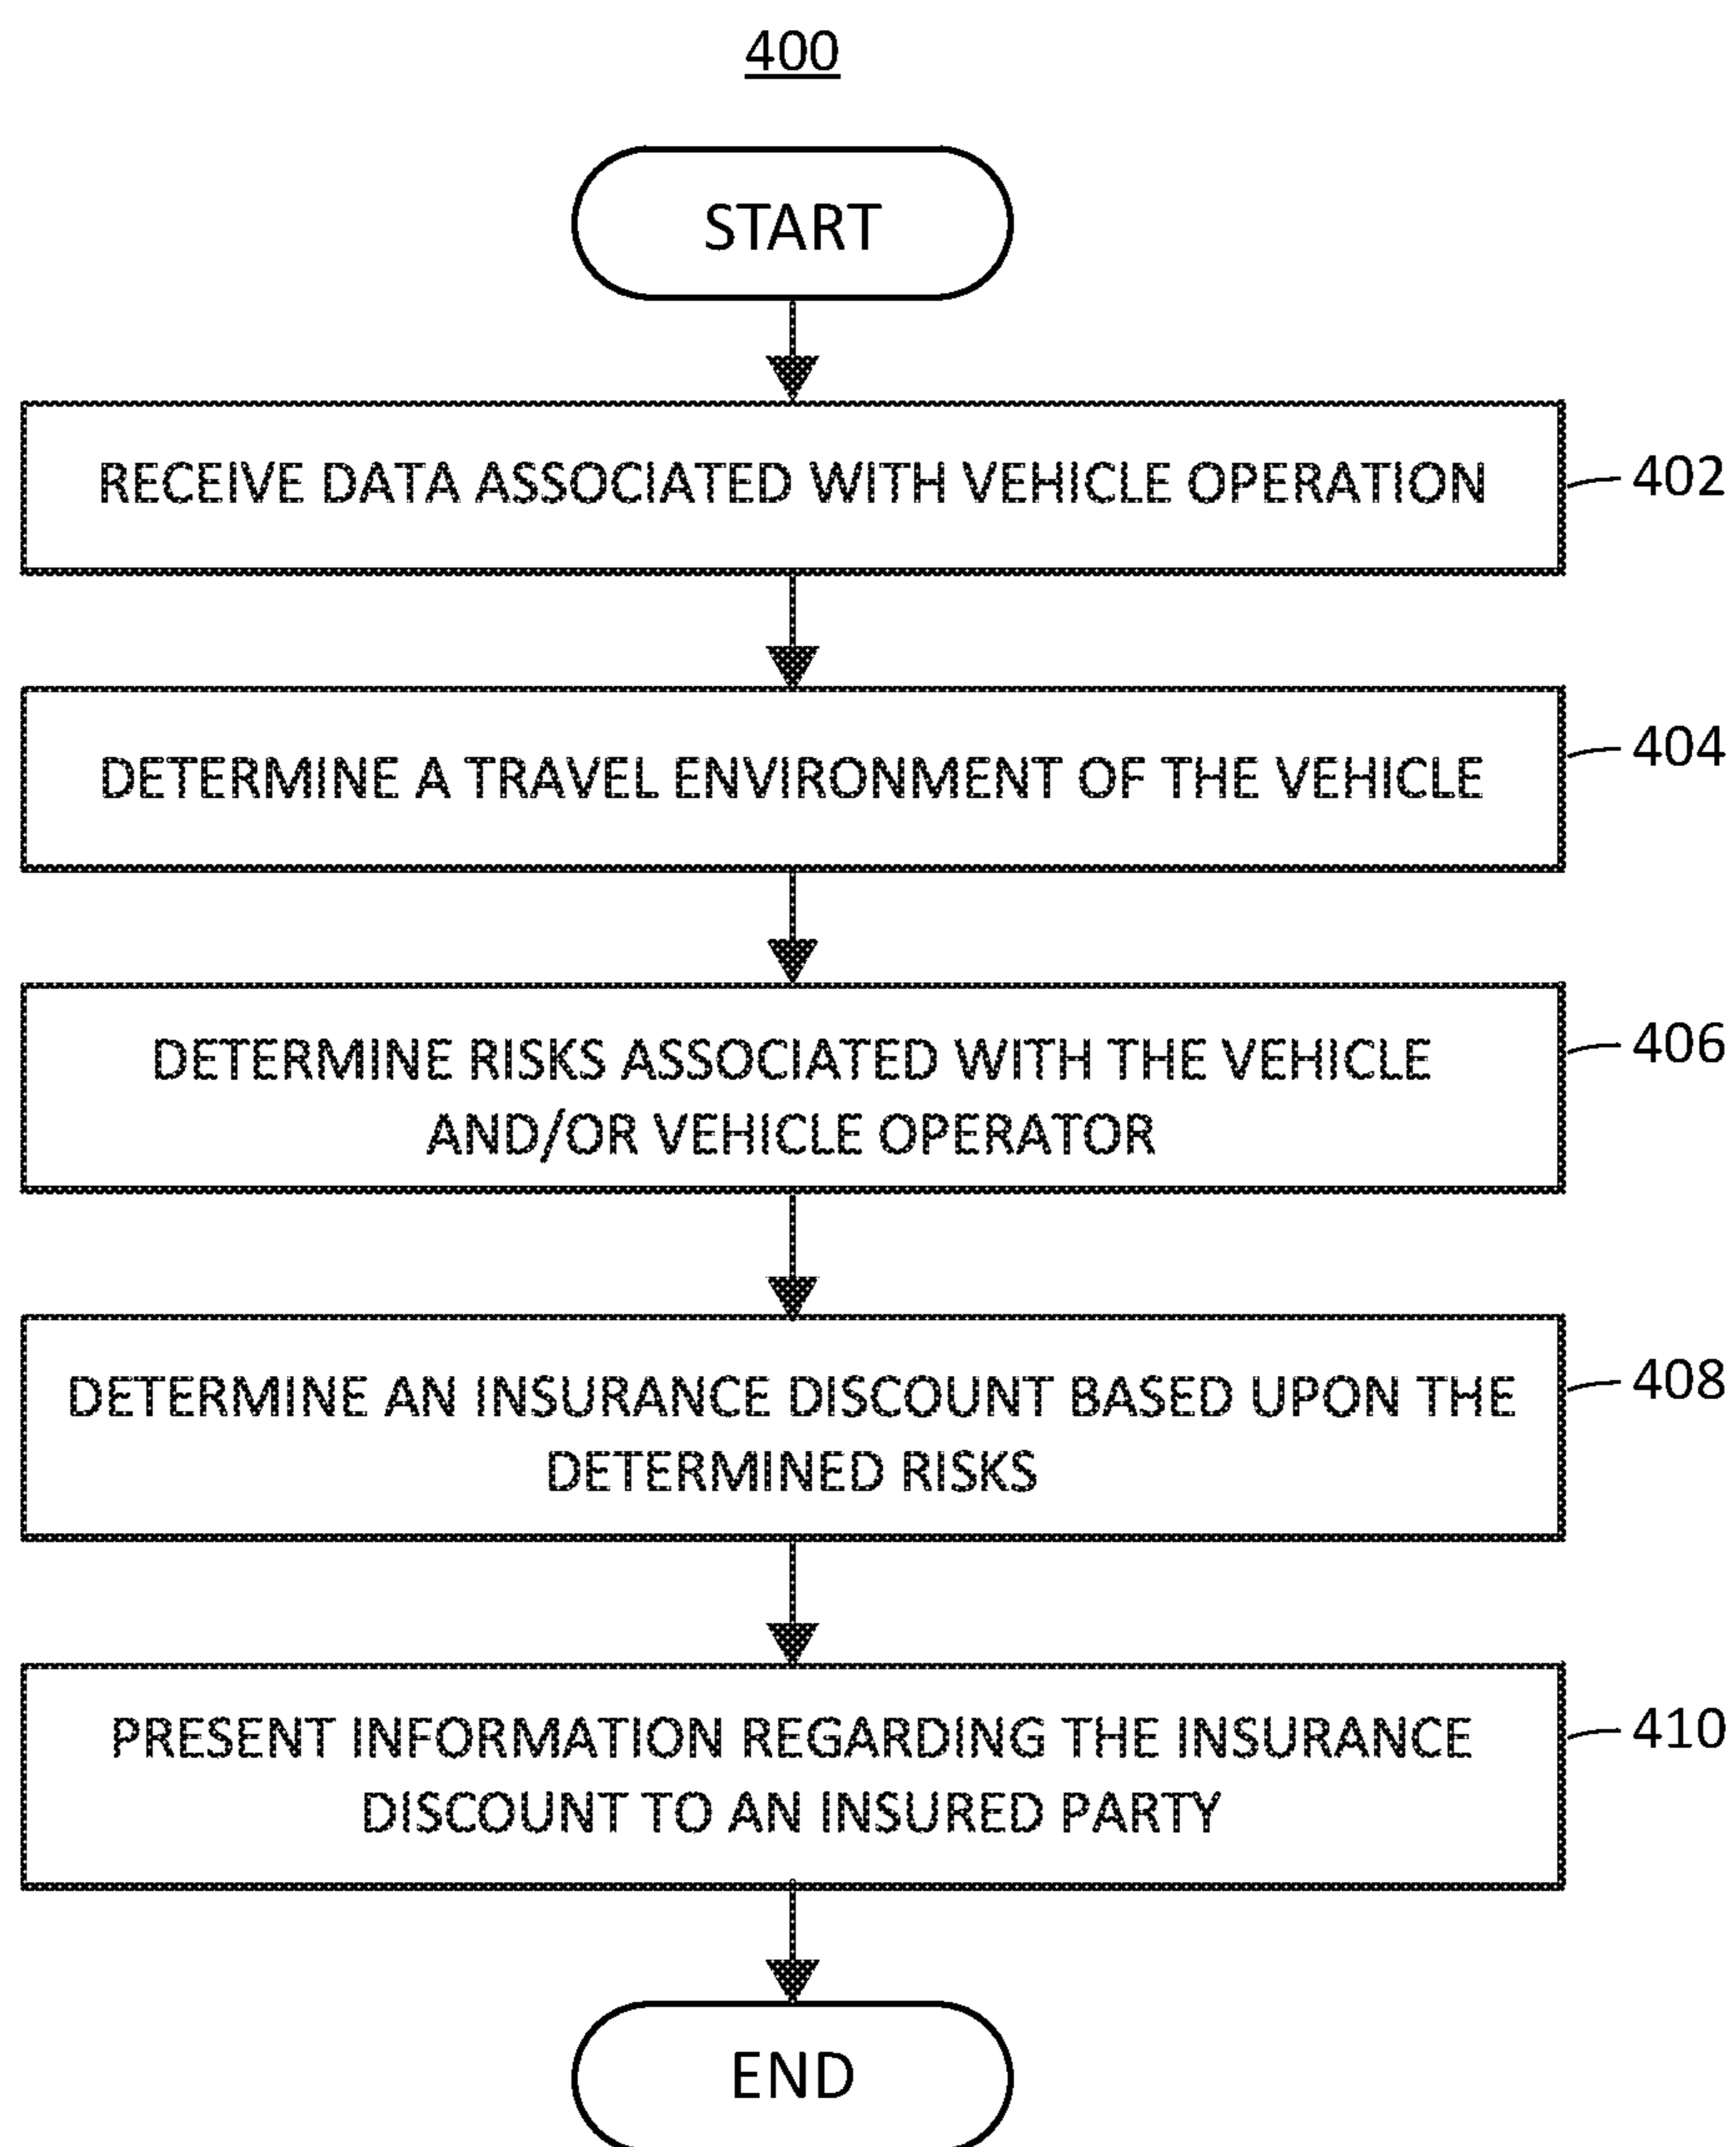 400
START
RECEIVE DATA ASSOCIATED WITH VEHICLE OPERATION
402
DETERMINE A TRAVEL ENVIRONMENT OF THE VEHICLE
404
DETERMINE RISKS ASSOCIATED WITH THE VEHICLE
AND/OR VEHICLE OPERATOR
406
DETERMINE AN INSURANCE DISCOUNT BASED UPON THE
DETERMINED RISKS
408
PRESENT INFORMATION REGARDING THE INSURANCE
DISCOUNT TO AN INSURED PARTY
410
END